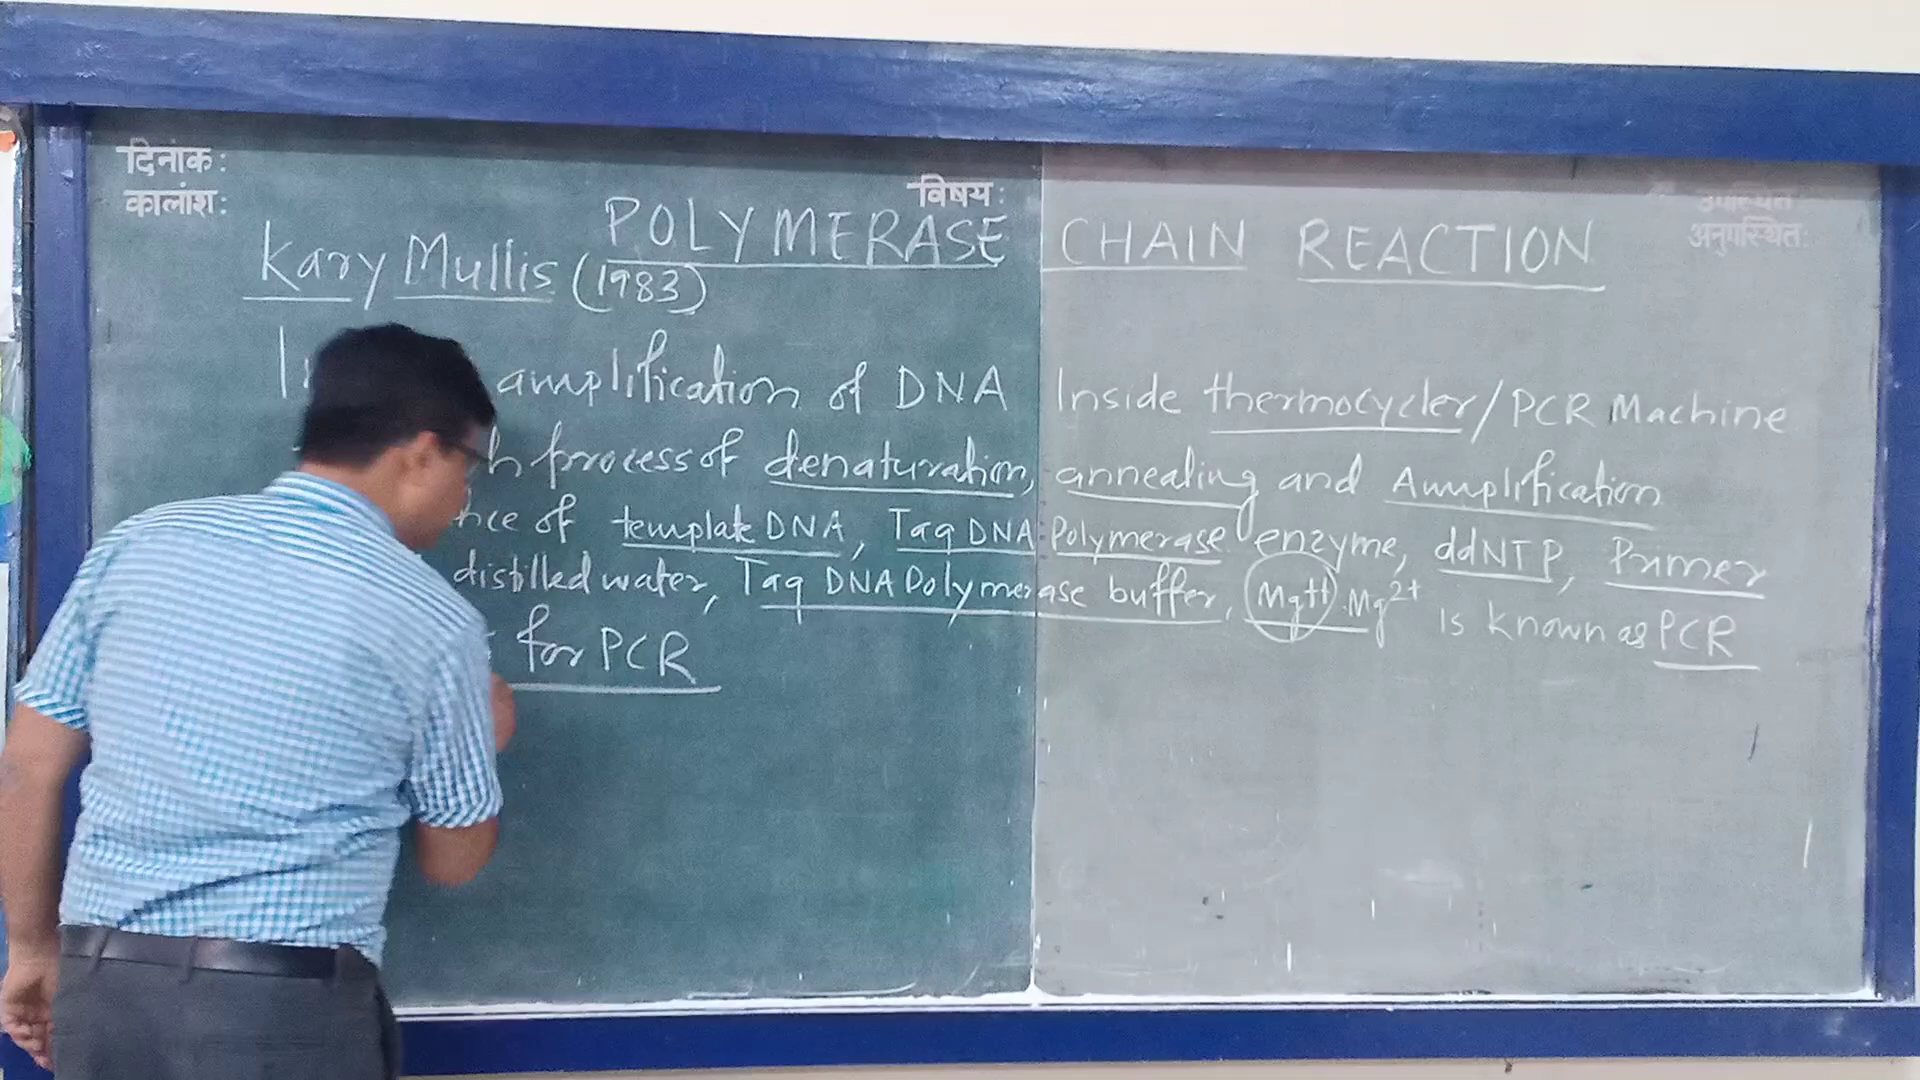 दिनांक:
कालांश:
विषय:
उपस्थित
अनुपस्थित:
POLYMERASE CHAIN REACTION
Kary Mullis (1983)
amplification of DNA Inside thermocycler/PCR Machine
process of denaturation, annealing and Amplification
of template DNA, Taq DNA Polymerase enzyme, ddNTP, Primer
distilled water, Taq DNA Polymerase buffer, Mg++ Mg2+ is known as PCR
for PCR